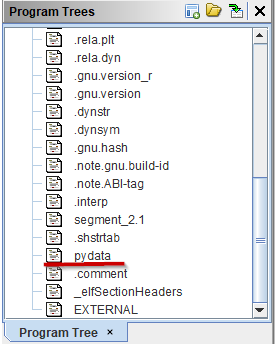 Program Trees
.rela.plt
.rela.dyn
.gnu.version_r
.gnu.version
.dynstr
.dynsym
.gnu.hash
.note.gnu.build-id
.note.ABI-tag
.interp
segment_2.1
.shstrtab
pydata
.comment
_elfSectionHeaders
EXTERNAL
Program Tree ×